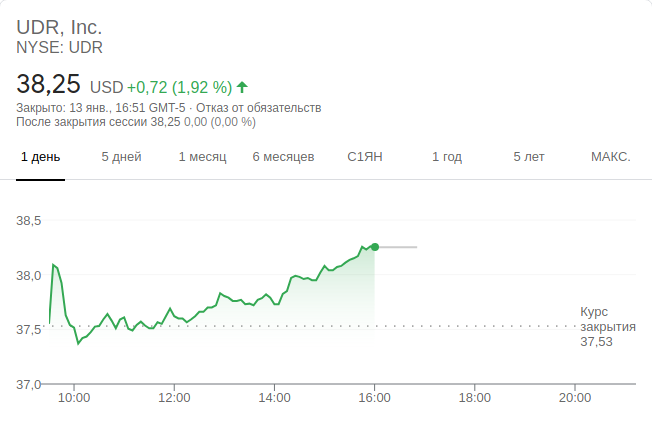 UDR, Inc.
NYSE: UDR
38,25 USD +0,72 (1,92 %)
Закрыто: 13 янв., 16:51 GMT-5 · Отказ от обязательств
После закрытия сессии 38,25 0,00 (0,00 %)
1 день 5 дней 1 месяц 6 месяцев С1ЯН 1 год 5 лет МАКС.
38,5
38,0
37,5
37,0
Курс
закрытия
37,53
10:00 12:00 14:00 16:00 18:00 20:00